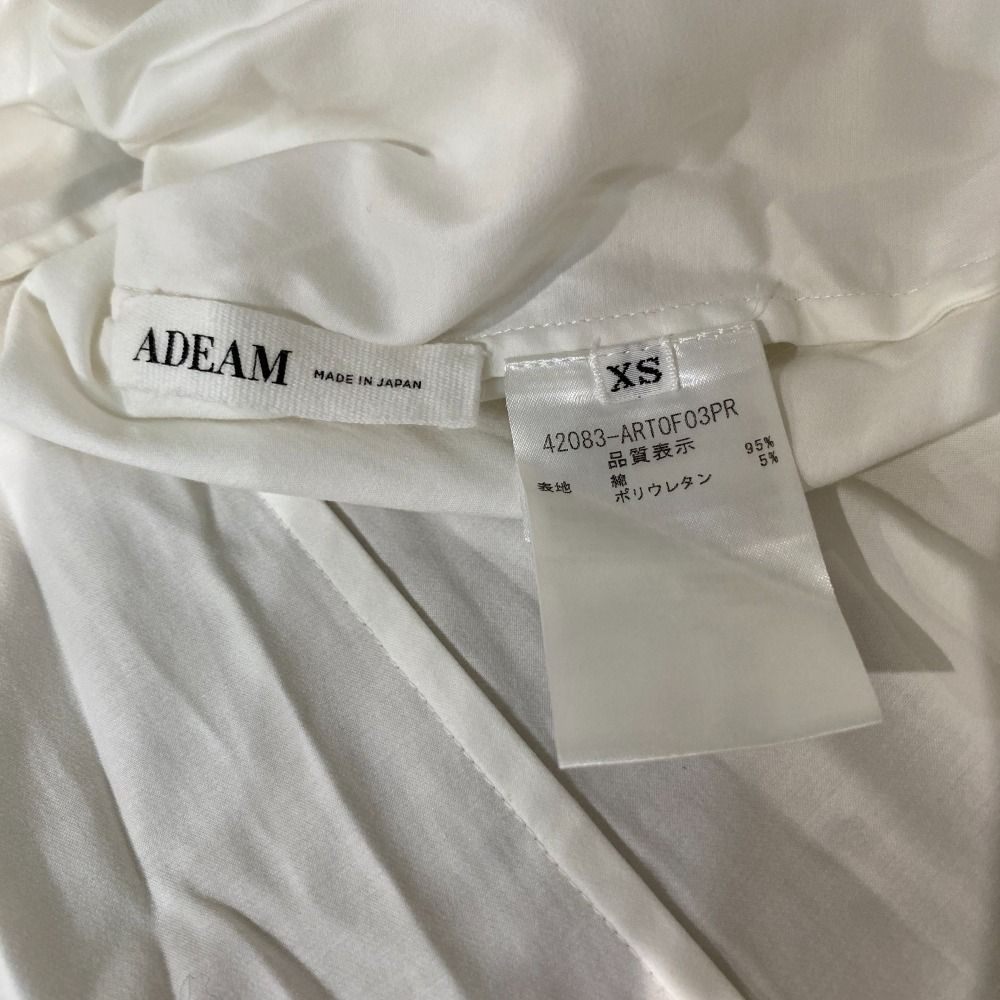 ADEAM
MADE IN JAPAN
XS
42083-ARTOF03PR
品質表示
表地 綿 95%
ポリウレタン 5%